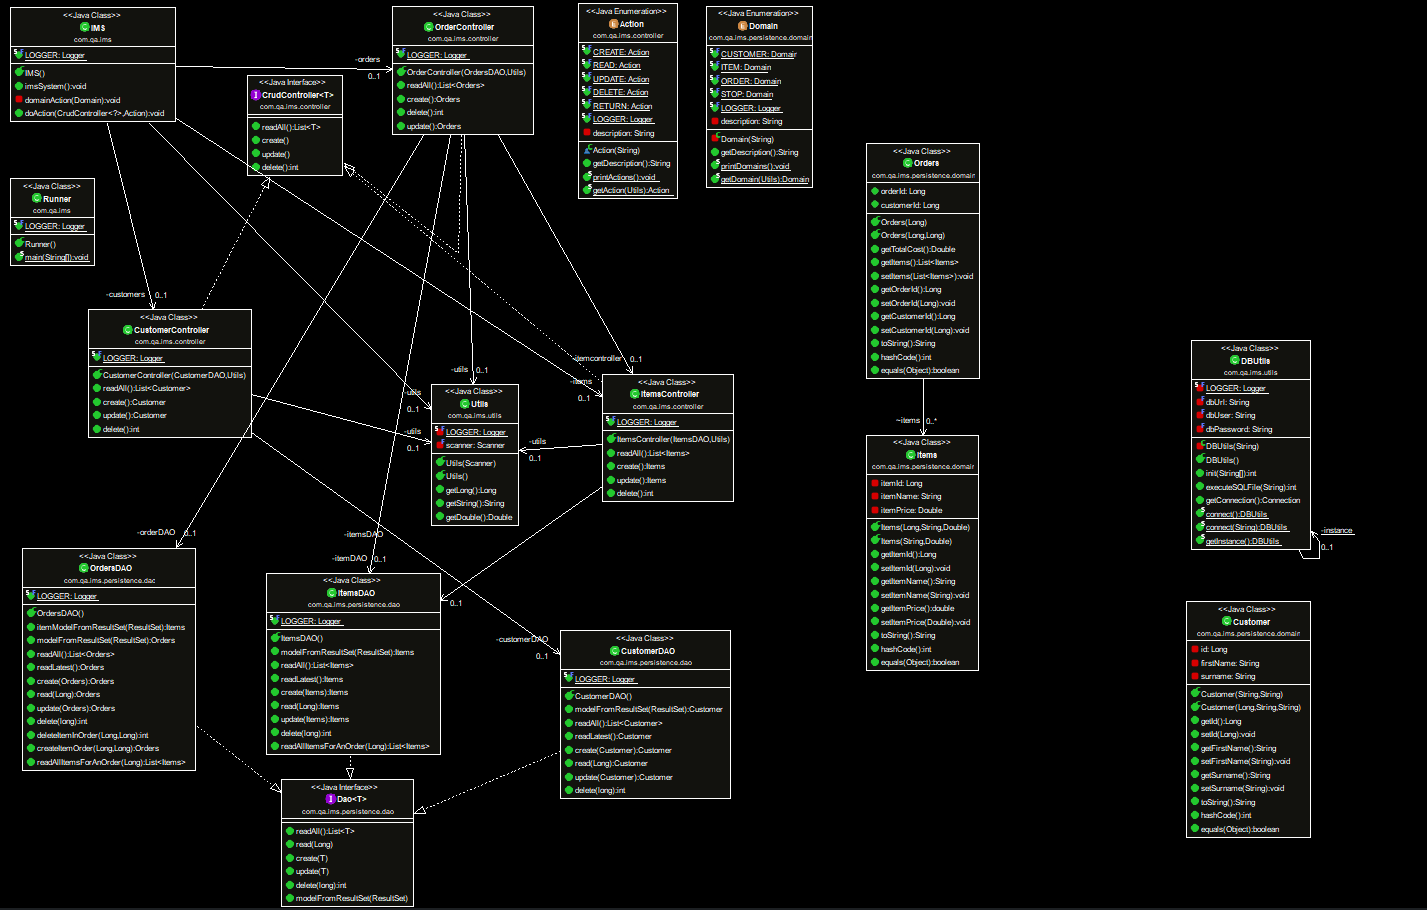 <<Java Class>>
IMS
com.qa.ims
LOGGER: Logger
IMS()
imsSystem():void
domainAction(Domain):void
doAction(CrudController<?>,Action):void
-orders
0..1
<<Java Class>>
OrderController
com.qa.ims.controller
LOGGER: Logger
OrderController(OrdersDAO,Utils)
readAll():List<Orders>
create():Orders
delete():int
update():Orders
<<Java Interface>>
CrudController<T>
com.qa.ims.controller
readAll():List<T>
create()
update()
delete():int
<<Java Enumeration>>
Action
com.qa.ims.controller
CREATE: Action
READ: Action
UPDATE: Action
DELETE: Action
RETURN: Action
LOGGER: Logger
description: String
Action(String)
getDescription():String
printActions():void
getAction(Utils):Action
<<Java Enumeration>>
Domain
com.qa.ims.persistence.domain
CUSTOMER: Domain
ITEM: Domain
ORDER: Domain
STOP: Domain
LOGGER: Logger
description: String
Domain(String)
getDescription():String
printDomains():void
getDomain(Utils):Domain
<<Java Class>>
Runner
com.qa.ims
LOGGER: Logger
Runner()
main(String[]):void
<<Java Class>>
Orders
com.qa.ims.persistence.domain
orderId: Long
customerId: Long
Orders(Long)
Orders(Long,Long)
getTotalCost():Double
getItems():List<Items>
setItems(List<Items>):void
getOrderId():Long
setOrderId(Long):void
getCustomerId():Long
setCustomerId(Long):void
toString():String
hashCode():int
equals(Object):boolean
~items
0..*
-customers
0..1
<<Java Class>>
CustomerController
com.qa.ims.controller
LOGGER: Logger
CustomerController(CustomerDAO,Utils)
readAll():List<Customer>
create():Customer
update():Customer
delete():int
-utils
0..1
-utils
0..1
-utils
0..1
-itemcontroller
0..1
-items
0..1
-utils
0..1
<<Java Class>>
Utils
com.qa.ims.utils
LOGGER: Logger
scanner: Scanner
Utils(Scanner)
Utils()
getLong():Long
getString():String
getDouble():Double
<<Java Class>>
ItemsController
com.qa.ims.controller
LOGGER: Logger
ItemsController(ItemsDAO,Utils)
readAll():List<Items>
create():Items
update():Items
delete():int
<<Java Class>>
DBUtils
com.qa.ims.utils
LOGGER: Logger
dbUrl: String
dbUser: String
dbPassword: String
DBUtils(String)
DBUtils()
init(String[]):int
executeSQLFile(String):int
getConnection():Connection
connect():DBUtils
connect(String):DBUtils
getInstance():DBUtils
-instance
0..1
<<Java Class>>
Items
com.qa.ims.persistence.domain
itemId: Long
itemName: String
itemPrice: Double
Items(Long,String,Double)
Items(String,Double)
getItemId():Long
setItemId(Long):void
getItemName():String
setItemName(String):void
getItemPrice():double
setItemPrice(Double):void
toString():String
hashCode():int
equals(Object):boolean
-orderDAO
0..1
-itemsDAO
0..1
-itemDAO
0..1
-customerDAO
0..1
<<Java Class>>
OrdersDAO
com.qa.ims.persistence.dao
LOGGER: Logger
OrdersDAO()
itemModelFromResultSet(ResultSet):Items
modelFromResultSet(ResultSet):Orders
readAll():List<Orders>
readLatest():Orders
create(Orders):Orders
read(Long):Orders
update(Orders):Orders
delete(long):int
deleteItemInOrder(Long,Long):int
createItemOrder(Long,Long):Orders
readAllItemsForAnOrder(Long):List<Items>
<<Java Class>>
ItemsDAO
com.qa.ims.persistence.dao
LOGGER: Logger
ItemsDAO()
modelFromResultSet(ResultSet):Items
readAll():List<Items>
readLatest():Items
create(Items):Items
read(Long):Items
update(Items):Items
delete(long):int
readAllItemsForAnOrder(Long):List<Items>
<<Java Class>>
CustomerDAO
com.qa.ims.persistence.dao
LOGGER: Logger
CustomerDAO()
modelFromResultSet(ResultSet):Customer
readAll():List<Customer>
readLatest():Customer
create(Customer):Customer
read(Long):Customer
update(Customer):Customer
delete(long):int
<<Java Class>>
Customer
com.qa.ims.persistence.domain
id: Long
firstName: String
surname: String
Customer(String,String)
Customer(Long,String,String)
getId():Long
setId(Long):void
getFirstName():String
setFirstName(String):void
getSurname():String
setSurname(String):void
toString():String
hashCode():int
equals(Object):boolean
<<Java Interface>>
Dao<T>
com.qa.ims.persistence.dao
readAll():List<T>
read(Long)
create(T)
update(T)
delete(long):int
modelFromResultSet(ResultSet)